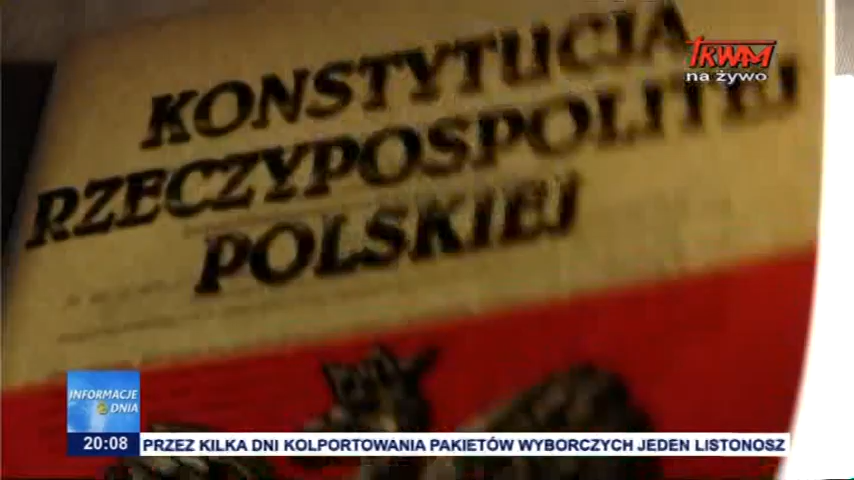 TRWAM
na żywo
KONSTYTUCJA
RZECZYPOSPOLITEJ
POLSKIEJ
INFORMACJE
DNIA
20:08 PRZEZ KILKA DNI KOLPORTOWANIA PAKIETÓW WYBORCZYCH JEDEN LISTONOSZ